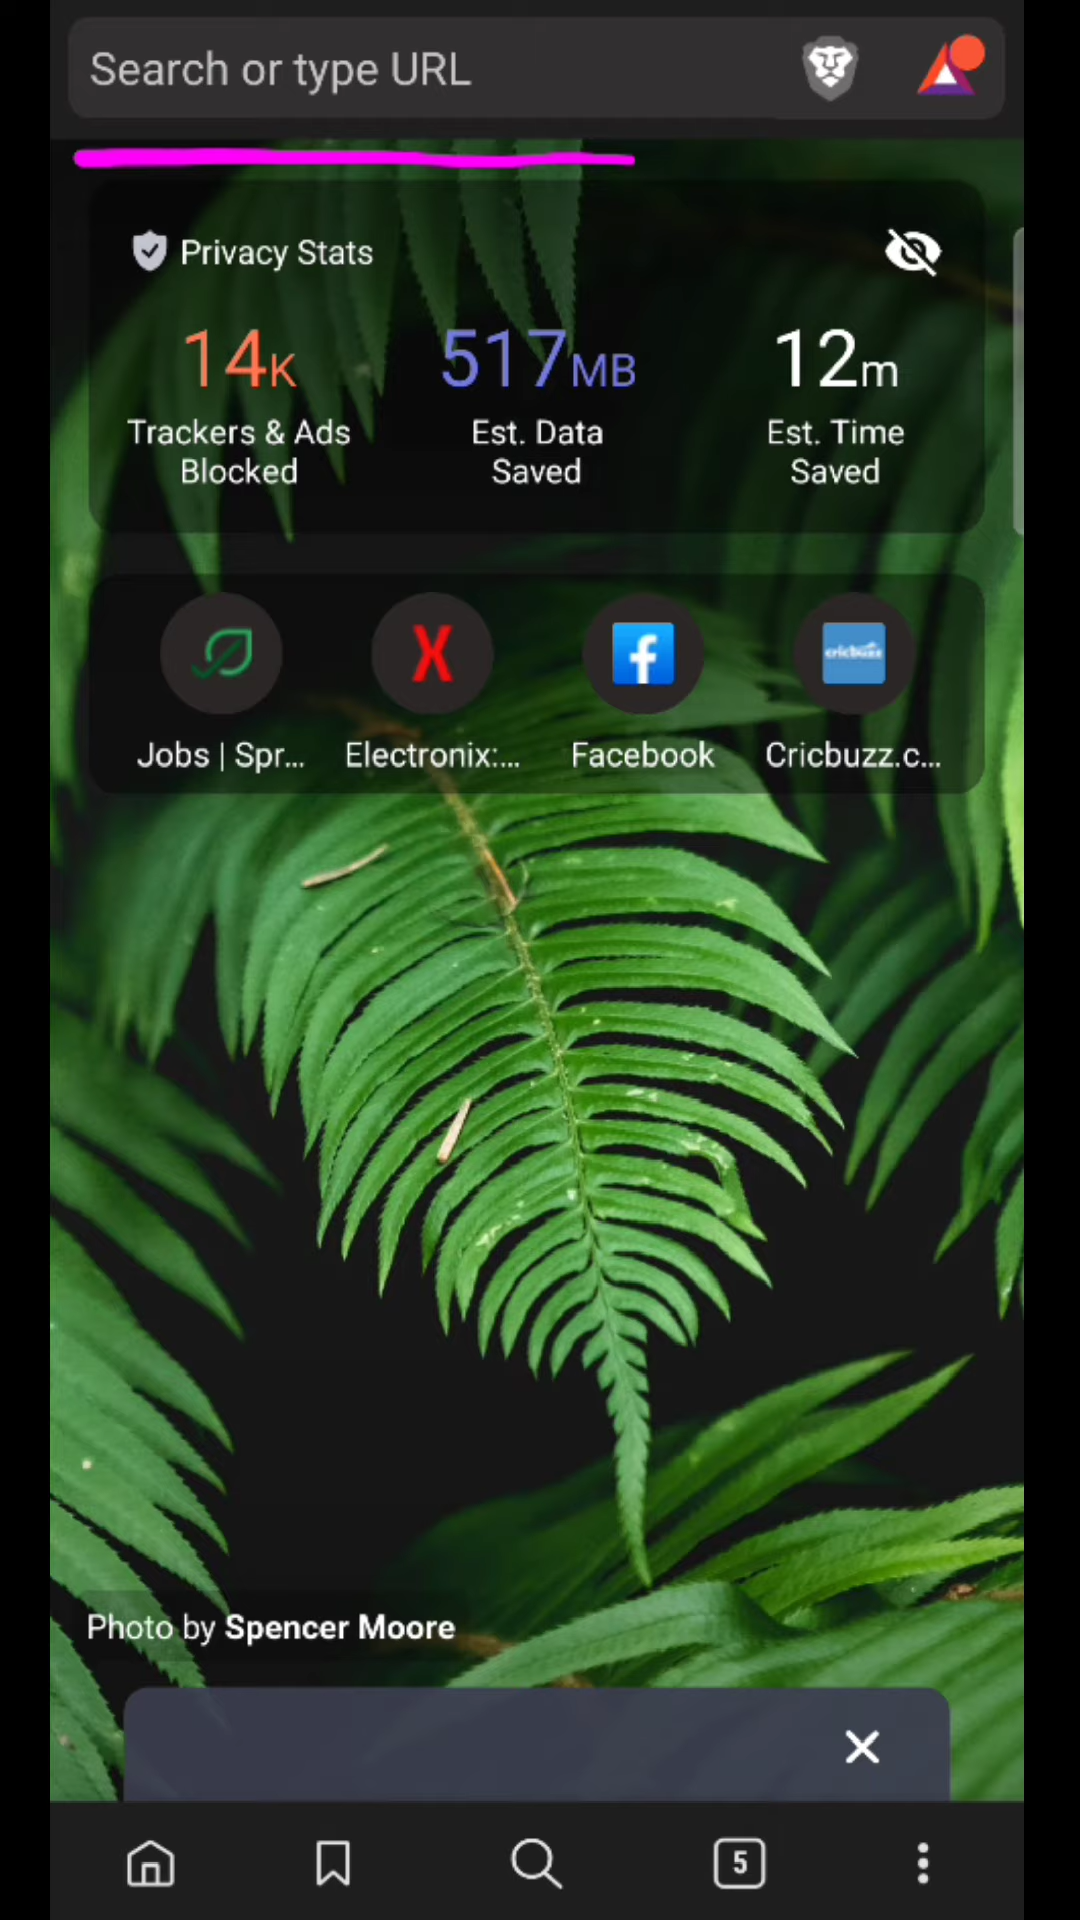 Search or type URL
Privacy Stats
14K 517MB 12m
Trackers & Ads Blocked
Est. Data Saved
Est. Time Saved
X f cricbuzz
Jobs | Spr... Electronix:... Facebook Cricbuzz.c...
Photo by Spencer Moore
5